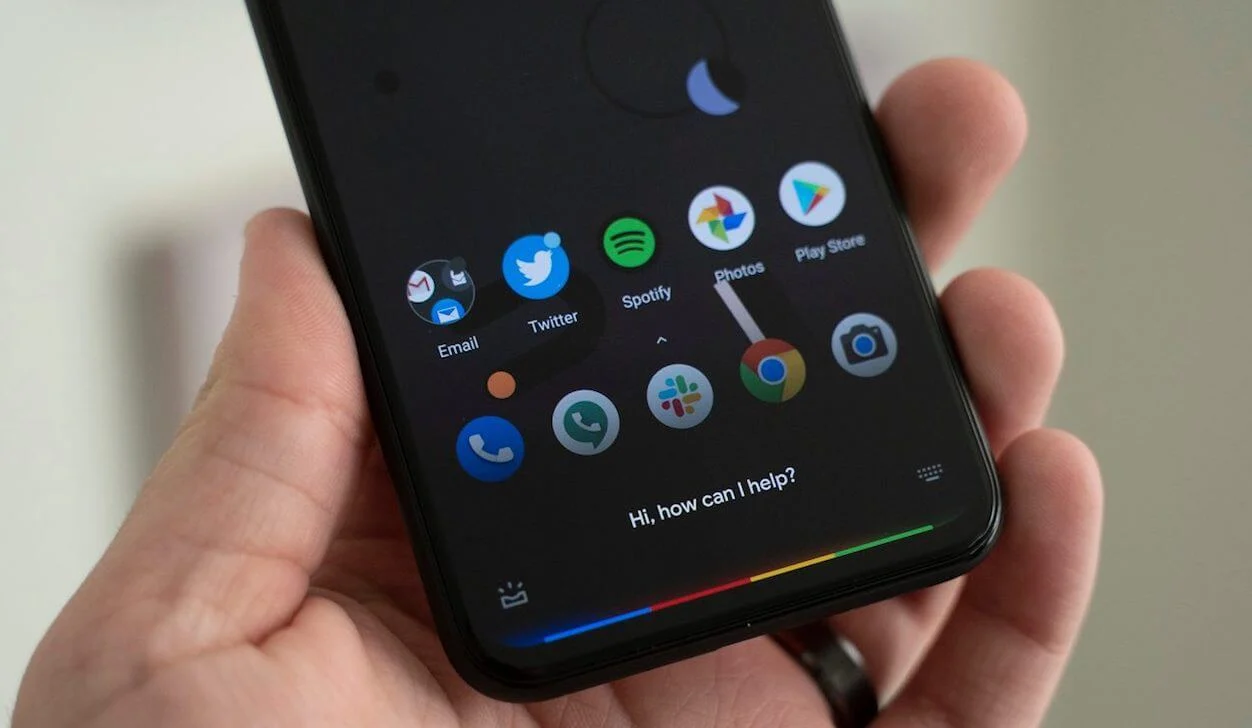 Email
Twitter
Spotify
Photos
Play Store
Hi, how can I help?